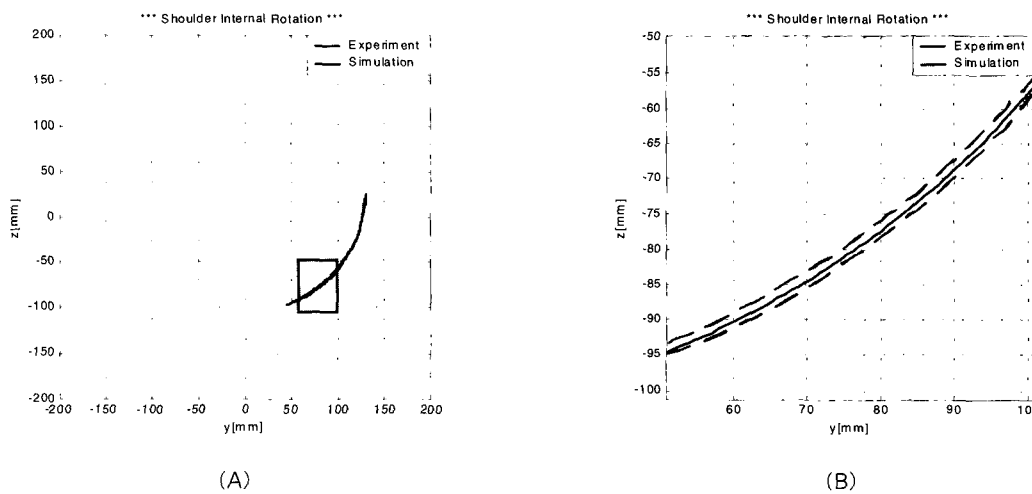 *** Shoulder Internal Rotation ***
200
150
100
50
0
-50
-100
-150
-200
z[mm]
Experiment
Simulation
-200 -150 -100 -50 0 50 100 150 200
y[mm]
(A)
*** Shoulder Internal Rotation ***
-50
-55
-60
-65
-70
-75
-80
-85
-90
-95
-100
z[mm]
Experiment
Simulation
60 70 80 90
y[mm]
(B)